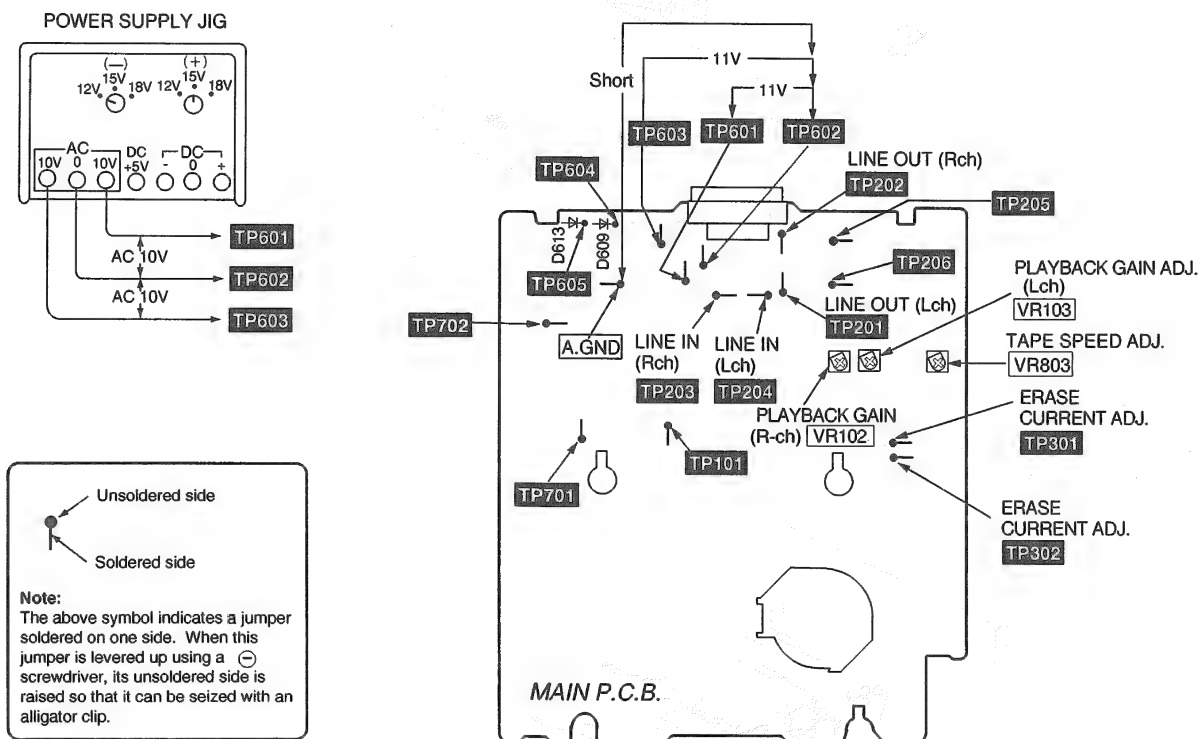 POWER SUPPLY JIG
(−) (+)
12V 15V 18V 12V 15V 18V
AC DC DC
10V 0 10V +5V - 0 +
TP601
AC 10V
TP602
AC 10V
TP603
Unsoldered side
Soldered side
Note:
The above symbol indicates a jumper
soldered on one side. When this
jumper is levered up using a ⊖
screwdriver, its unsoldered side is
raised so that it can be seized with an
alligator clip.
11V
Short
11V
TP603 TP601 TP602
LINE OUT (Rch)
TP202
TP604
TP205
D613
D609
TP605
TP206
PLAYBACK GAIN ADJ.
(Lch)
VR103
LINE OUT (Lch)
TP201
TP702
A.GND
LINE IN
(Rch)
TP203
LINE IN
(Lch)
TP204
TAPE SPEED ADJ.
VR803
PLAYBACK GAIN
(R-ch) VR102
ERASE
CURRENT ADJ.
TP301
TP101
TP701
ERASE
CURRENT ADJ.
TP302
MAIN P.C.B.